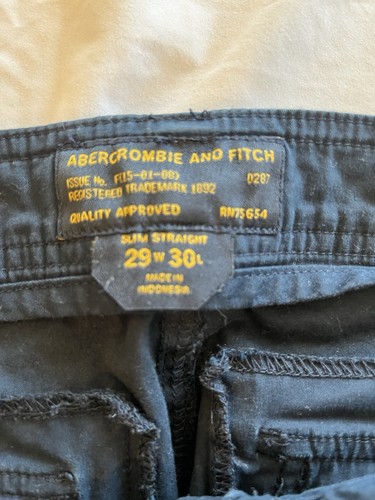 ABERCROMBIE AND FITCH
ISSUE No. F(15-01-00) 0287
REGISTERED TRADEMARK 1892
QUALITY APPROVED RN75654
SLIM STRAIGHT
29W 30L
MADE IN
INDONESIA